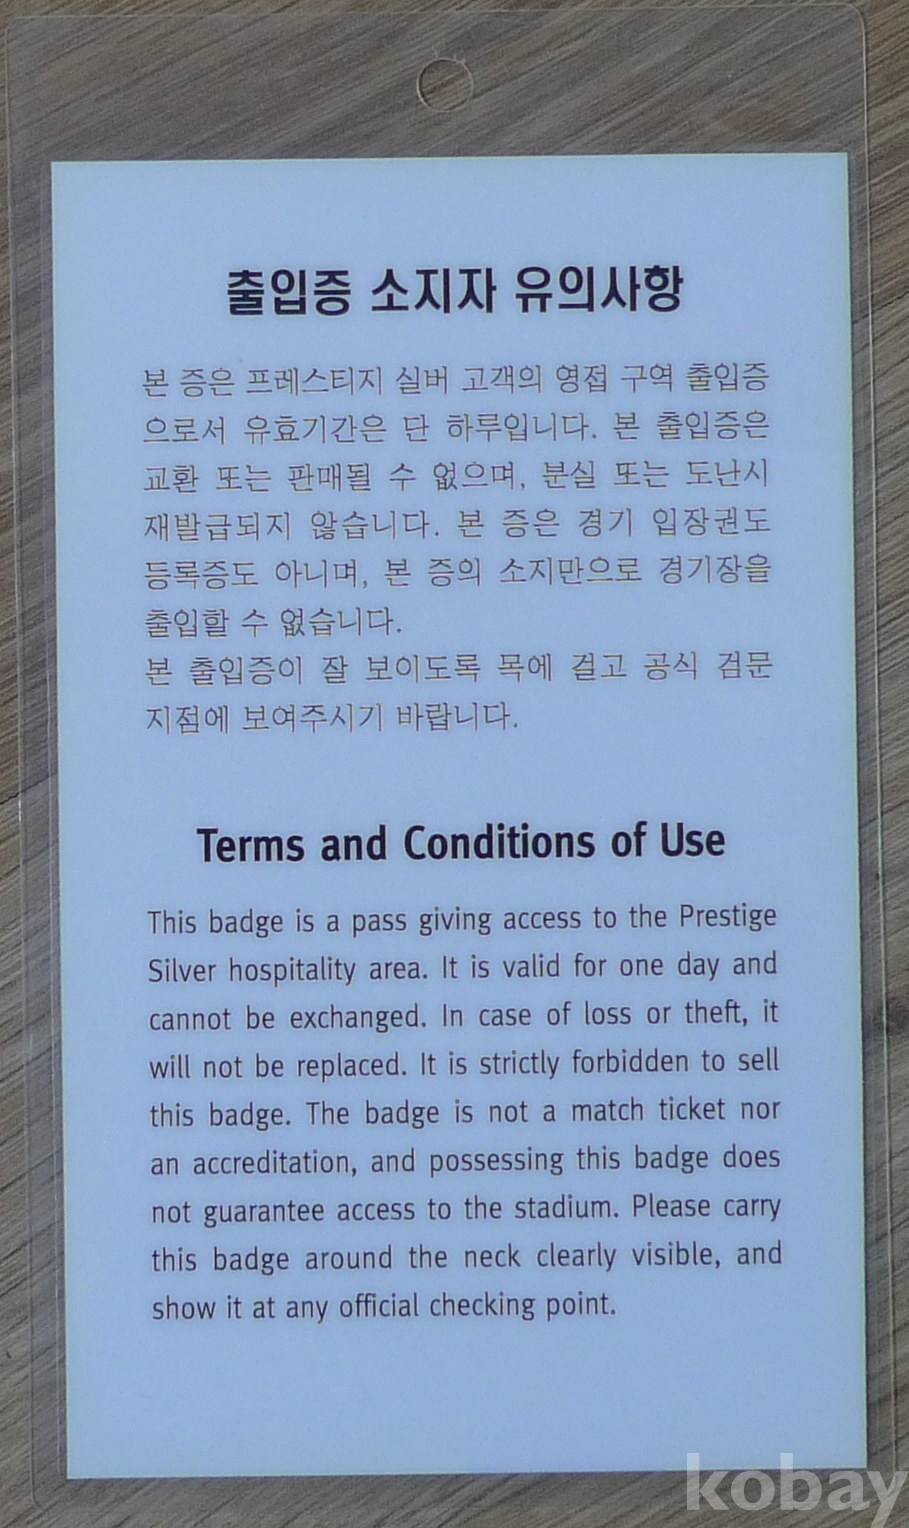 출입증 소지자 유의사항
본 증은 프레스티지 실버 고객의 영접 구역 출입증
으로서 유효기간은 단 하루입니다. 본 출입증은
교환 또는 판매될 수 없으며, 분실 또는 도난시
재발급되지 않습니다. 본 증은 경기 입장권도
등록증도 아니며, 본 증의 소지만으로 경기장을
출입할 수 없습니다.
본 출입증이 잘 보이도록 목에 걸고 공식 검문
지점에 보여주시기 바랍니다.
Terms and Conditions of Use
This badge is a pass giving access to the Prestige
Silver hospitality area. It is valid for one day and
cannot be exchanged. In case of loss or theft, it
will not be replaced. It is strictly forbidden to sell
this badge. The badge is not a match ticket nor
an accreditation, and possessing this badge does
not guarantee access to the stadium. Please carry
this badge around the neck clearly visible, and
show it at any official checking point.
kobay